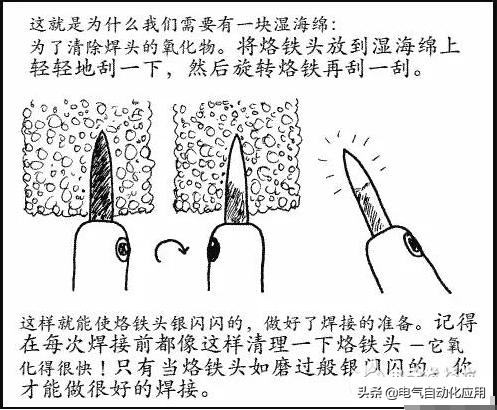 这就是为什么我们需要有一块湿海绵:
为了清除焊头的氧化物。将烙铁头放到湿海绵上
轻轻地刮一下，然后旋转烙铁再刮一刮。
这样就能使烙铁头银闪闪的，做好了焊接的准备。记得
在每次焊接前都像这样清理一下烙铁头－它氧
化得很快！只有当烙铁头如磨过般银闪闪的，你
才能做很好的焊接。
头条 @电气自动化应用